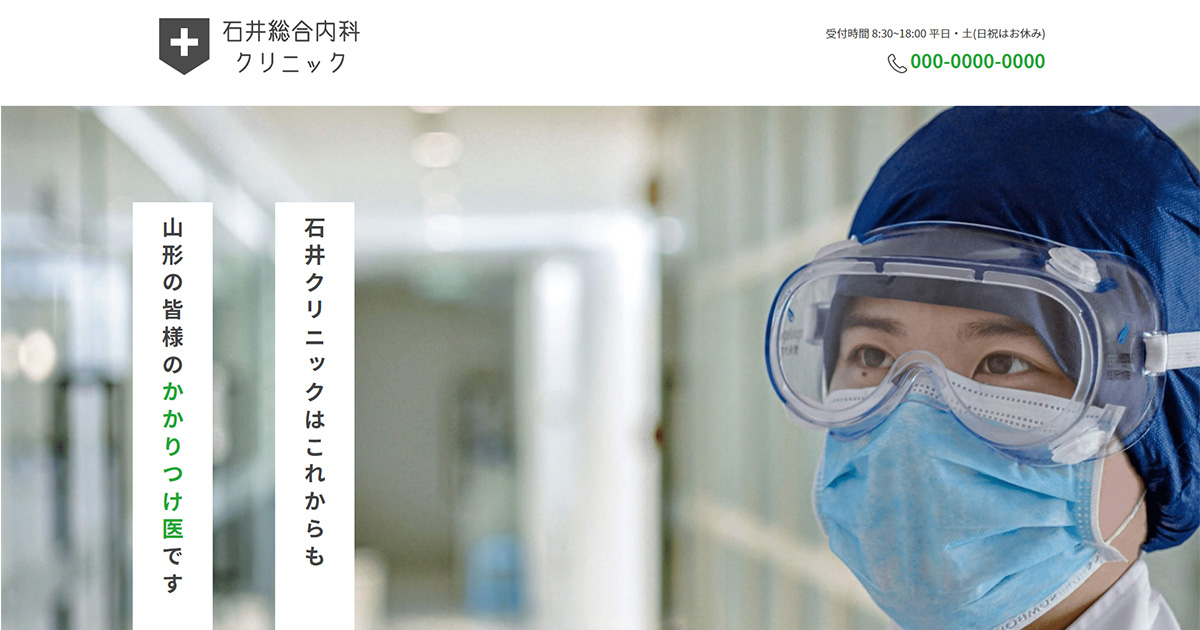 石井総合内科
クリニック
受付時間 8:30~18:00 平日・土(日祝はお休み)
000-0000-0000
石井クリニックはこれからも
山形の皆様のかかりつけ医です